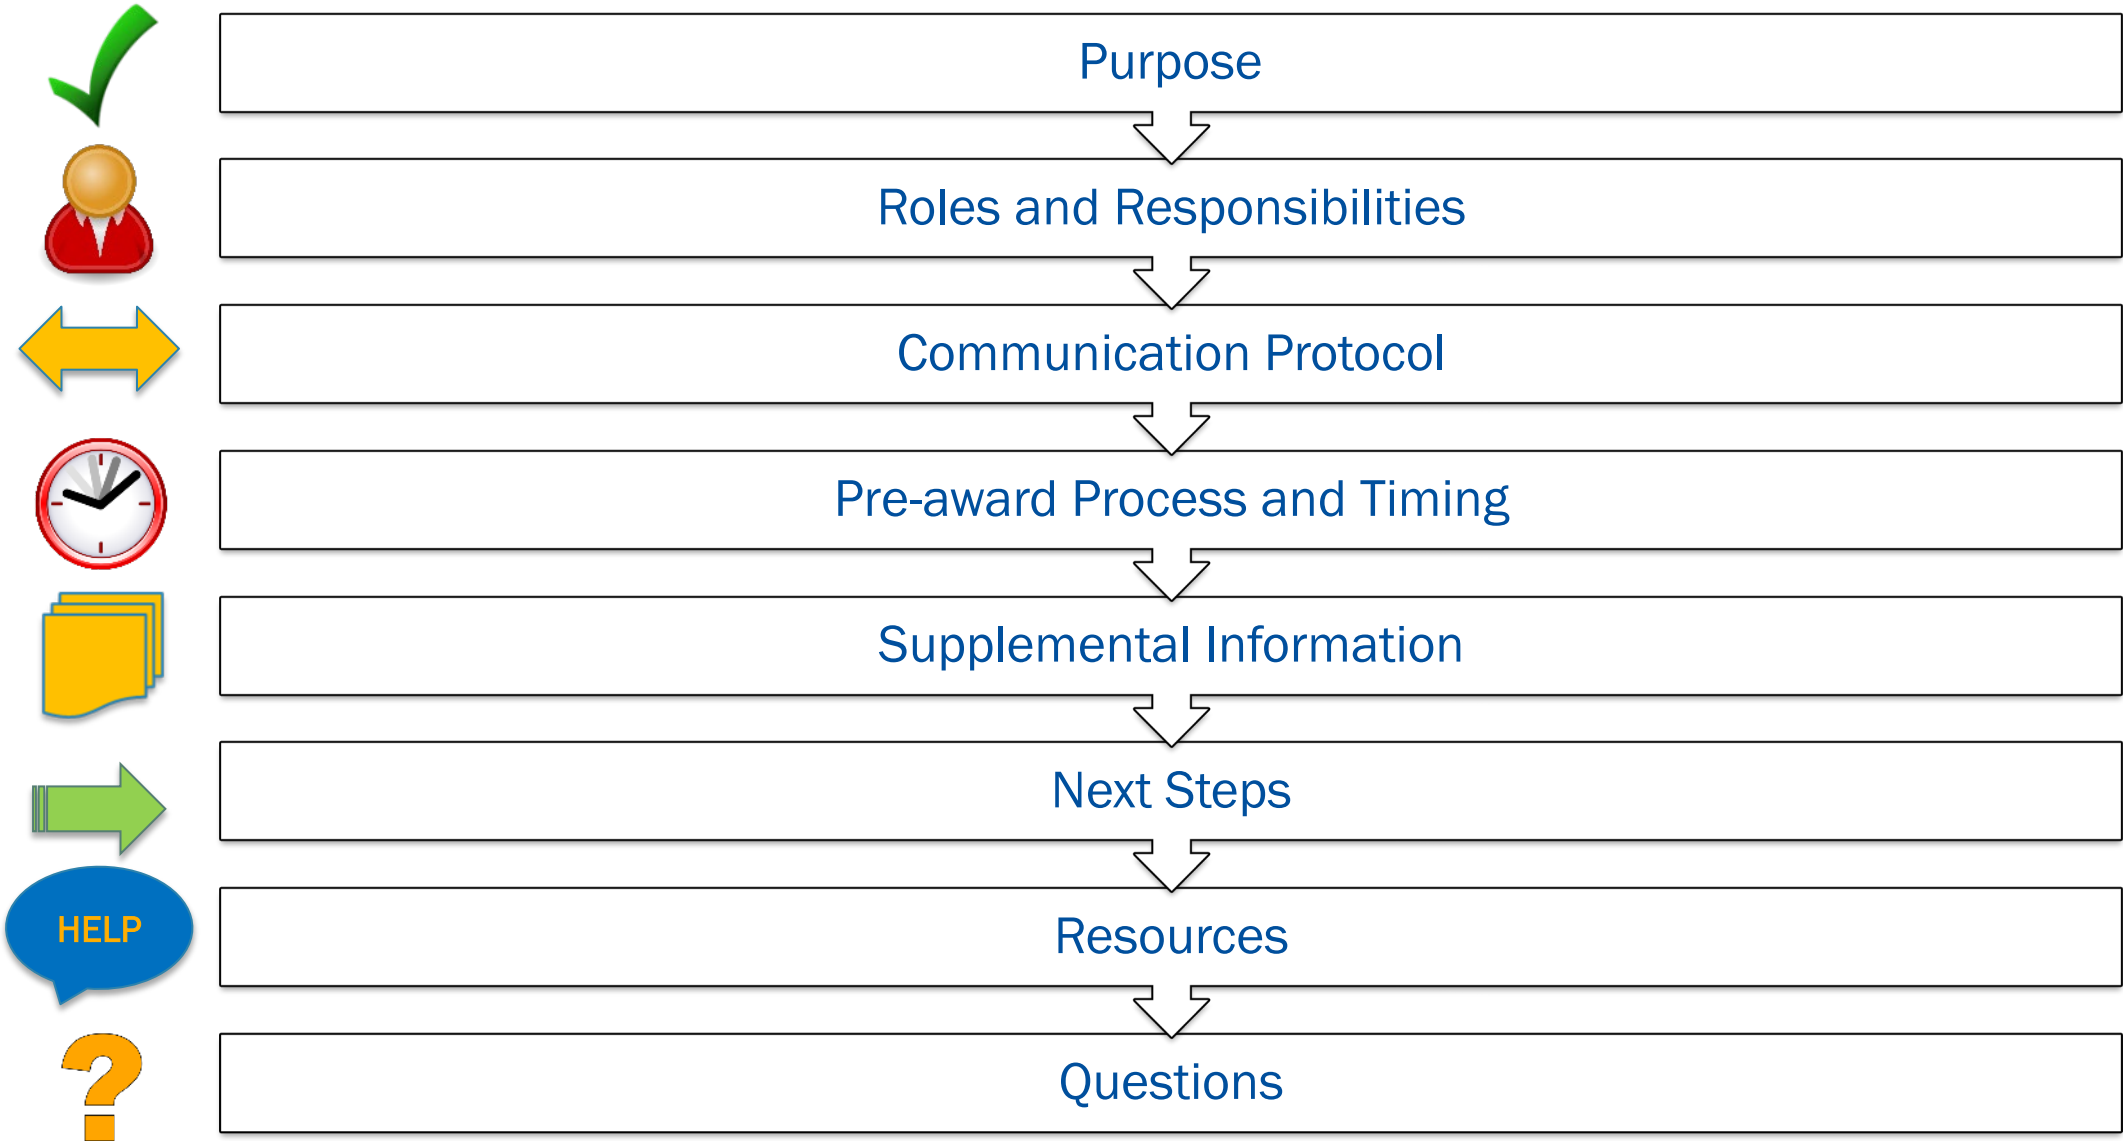 Purpose
Roles and Responsibilities
Communication Protocol
Pre-award Process and Timing
Supplemental Information
Next Steps
HELP
Resources
Questions